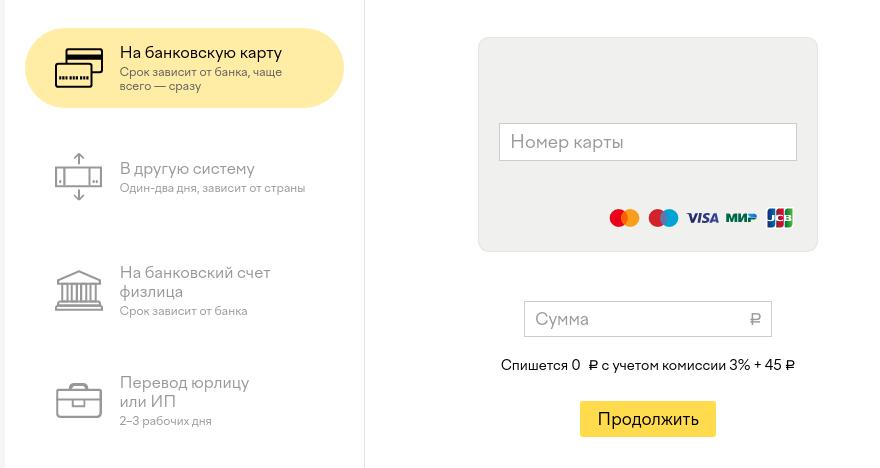 На банковскую карту
Срок зависит от банка, чаще
всего — сразу
В другую систему
Один-два дня, зависит от страны
На банковский счет
физлица
Срок зависит от банка
Перевод юрлицу
или ИП
2–3 рабочих дня
Номер карты
VISA МИР JCB
Сумма ₽
Спишется 0 ₽ с учетом комиссии 3% + 45 ₽
Продолжить